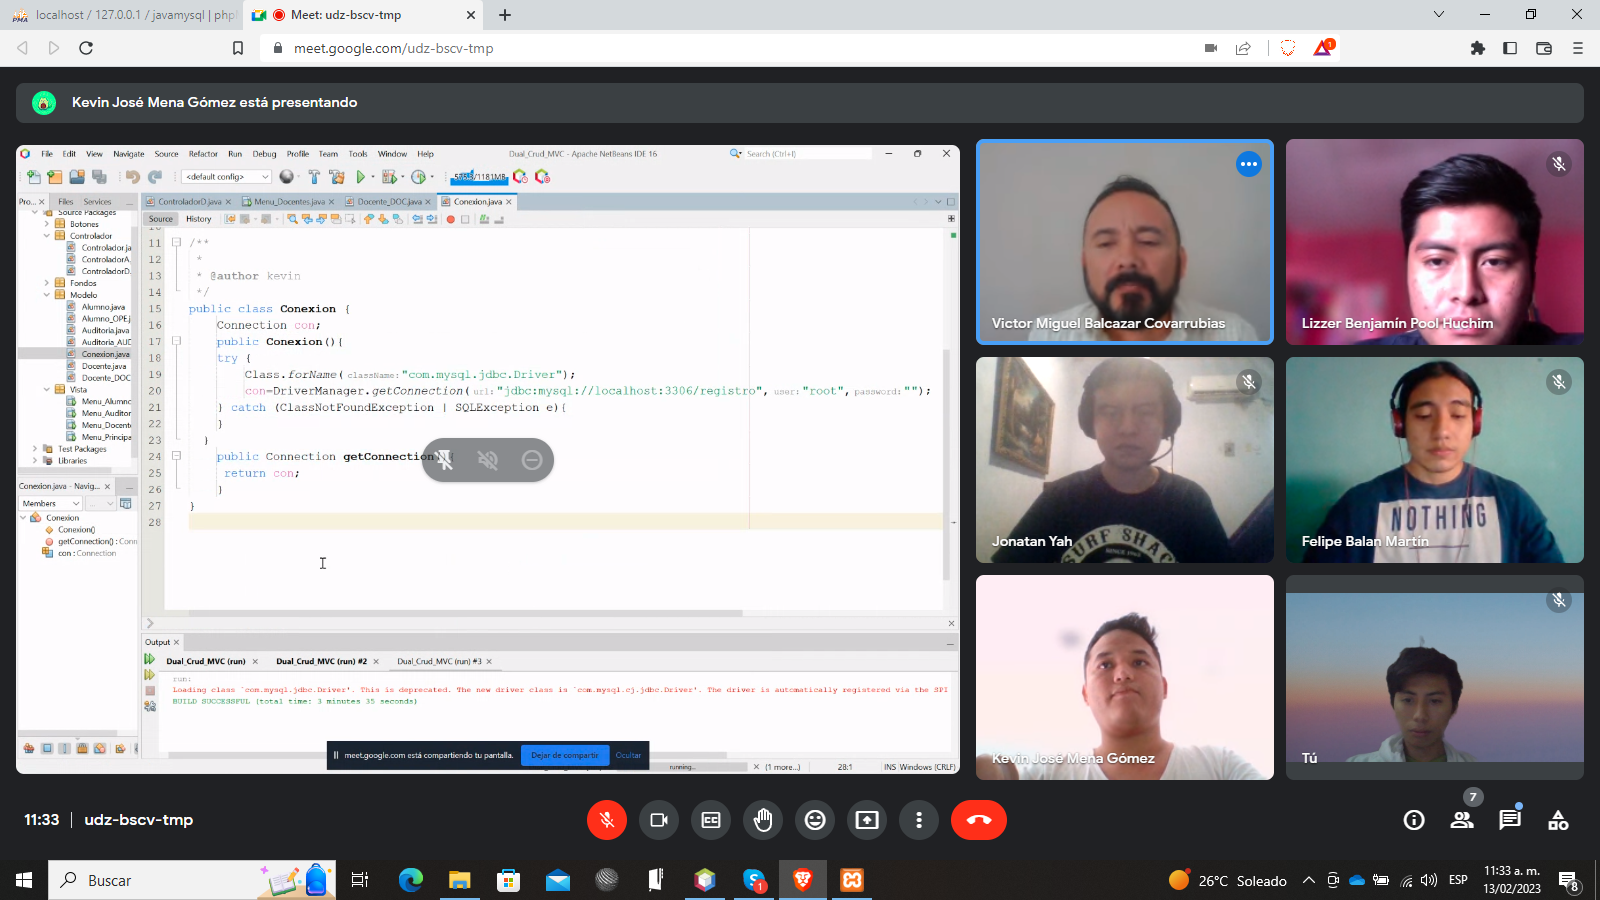 localhost / 127.0.0.1 / javamysql | php
Meet: udz-bscv-tmp
meet.google.com/udz-bscv-tmp
1
Kevin José Mena Gómez está presentando
File Edit View Navigate Source Refactor Run Debug Profile Team Tools Window Help
Dual_Crud_MVC - Apache NetBeans IDE 16
Search (Ctrl+I)
<default config>
Pro... Files Services
ControladorD.java Menu_Docentes.java Docente_DOC.java Conexion.java
Source History
Source Packages
Botones
Controlador
Controlador.ja
ControladorA.
ControladorD.
Fondos
Modelo
Alumno.java
Alumno_OPE.j
Auditoria.java
Auditoria_AUD
Conexion.java
Docente.java
Docente_DOC
Vista
Menu_Alumno
Menu_Auditor
Menu_Docent
Menu_Principa
Test Packages
Libraries
Conexion.java - Navig...
Members
Conexion
Conexion()
getConnection() : Conn
con : Connection
11 /**
12 *
13 * @author kevin
14 */
15 public class Conexion {
16 Connection con;
17 public Conexion(){
18 try {
19 Class.forName( className: "com.mysql.jdbc.Driver");
20 con=DriverManager.getConnection( url: "jdbc:mysql://localhost:3306/registro", user: "root", password: "");
21 } catch (ClassNotFoundException | SQLException e){
22 }
23 }
24 public Connection getConnection
25 return con;
26 }
27 }
28
Output
Dual_Crud_MVC (run) Dual_Crud_MVC (run) #2 Dual_Crud_MVC (run) #3
run:
Loading class `com.mysql.jdbc.Driver'. This is deprecated. The new driver class is `com.mysql.cj.jdbc.Driver'. The driver is automatically registered via the SPI
BUILD SUCCESSFUL (total time: 3 minutes 35 seconds)
meet.google.com está compartiendo tu pantalla. Dejar de compartir Ocultar
running... (1 more...) 28:1 INS Windows (CRLF)
Victor Miguel Balcazar Covarrubias
Lizzer Benjamín Pool Huchim
Jonatan Yah
SURF SHACK
Felipe Balan Martín
NOTHING
Kevin José Mena Gómez
Tú
11:33 | udz-bscv-tmp
7
Buscar
1
26°C Soleado
ESP
11:33 a. m.
13/02/2023
8